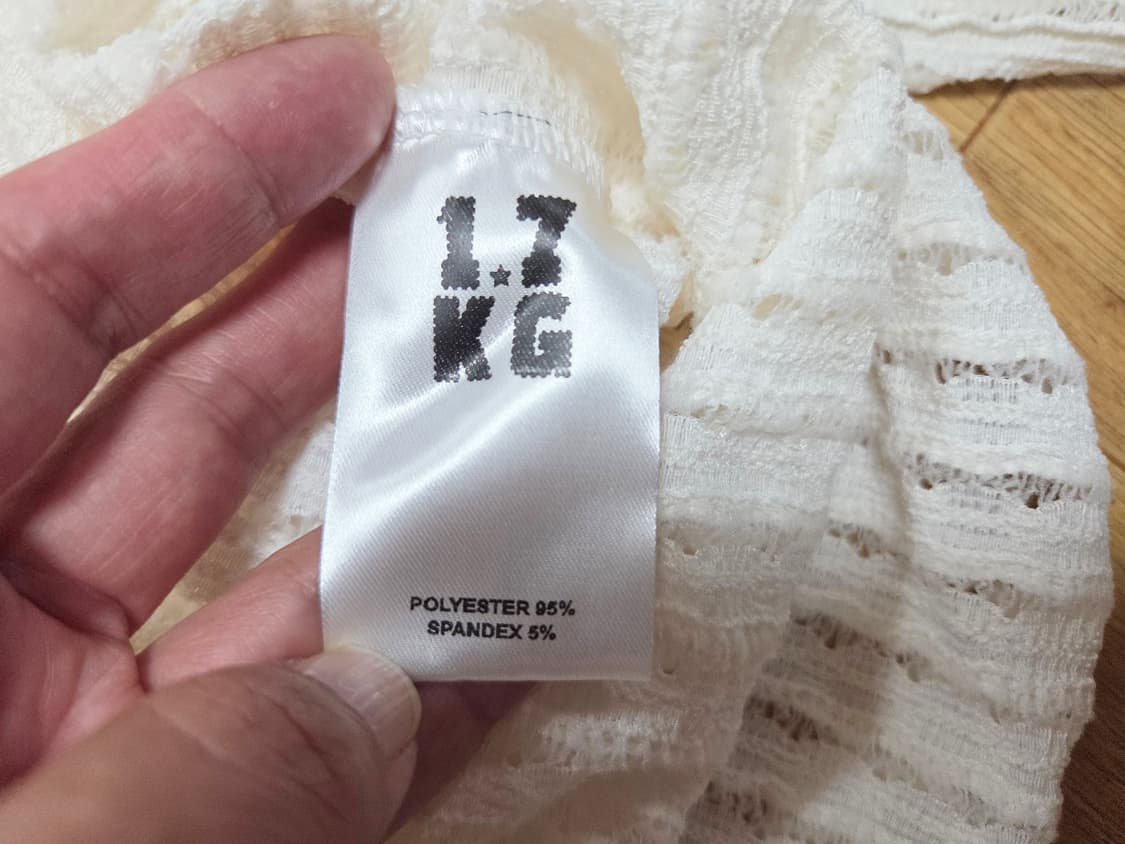 1.7
KG
POLYESTER 95%
SPANDEX 5%